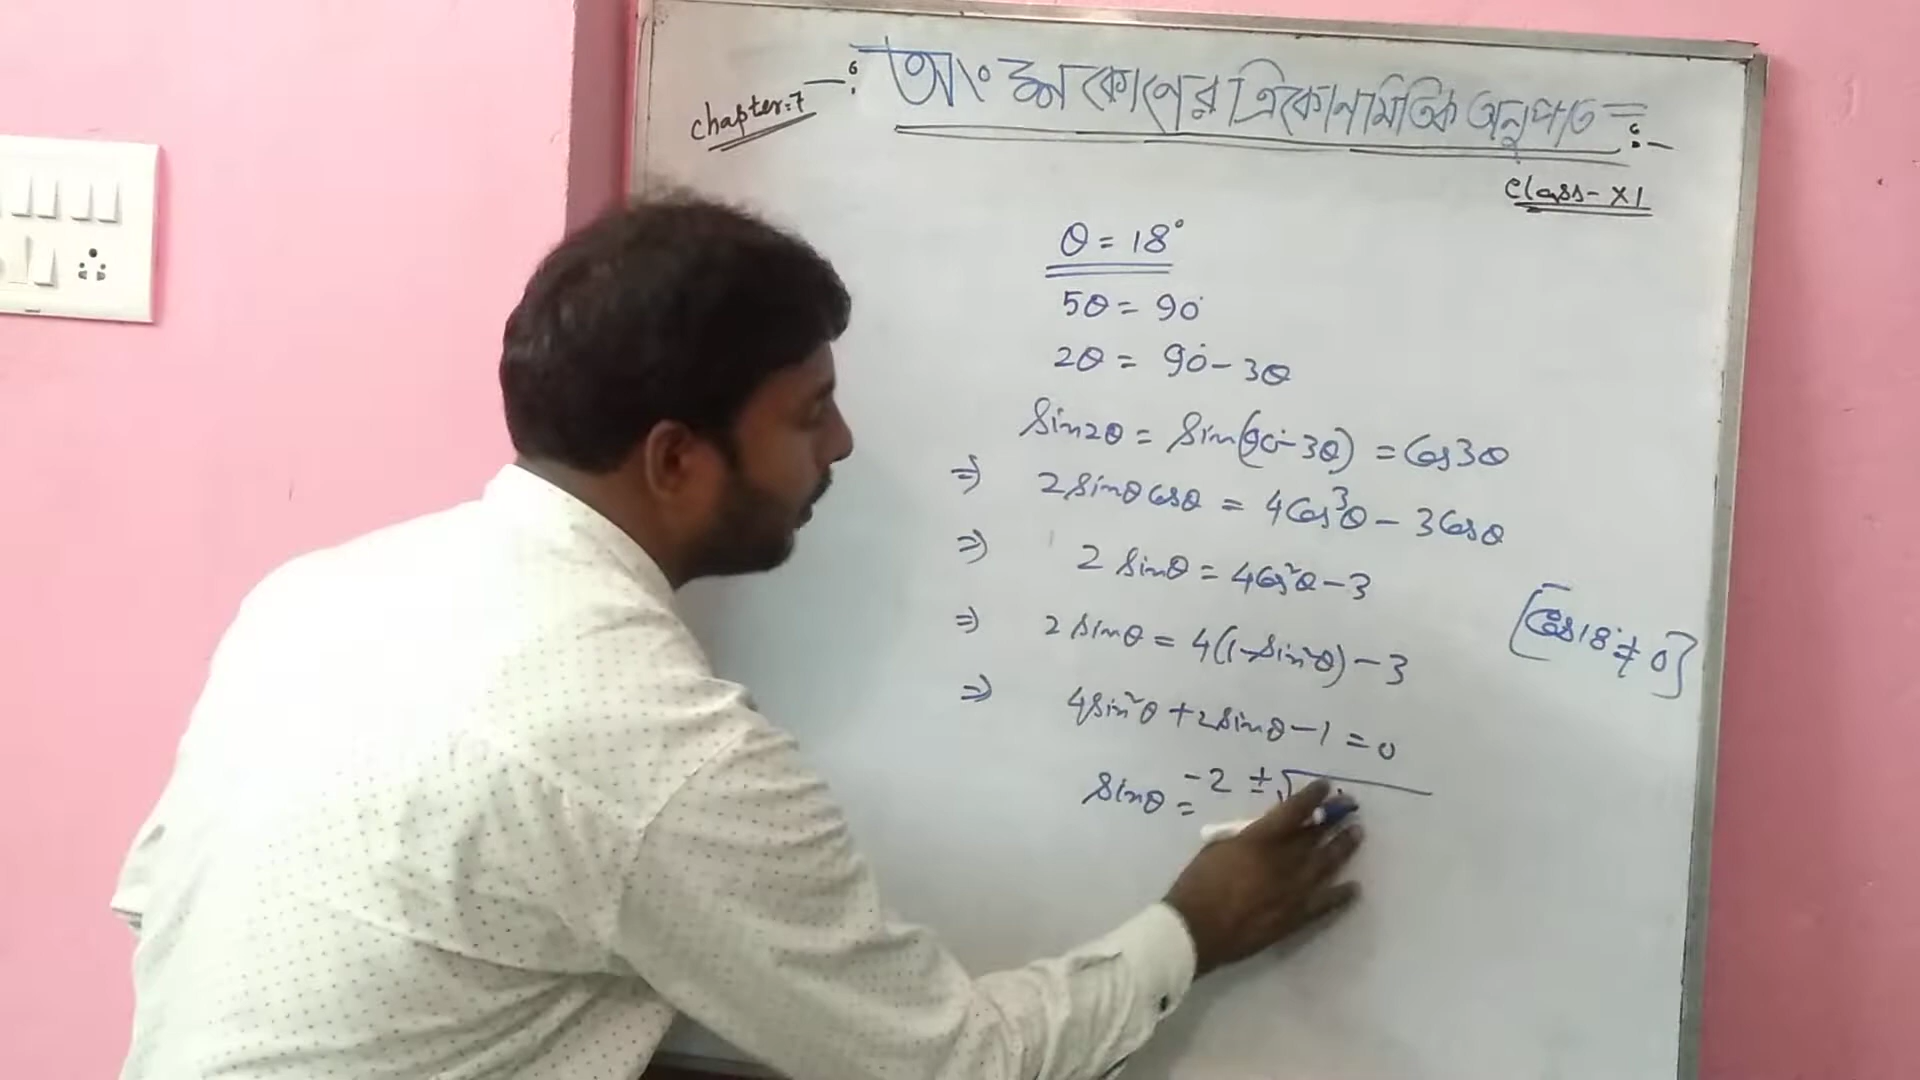 Chapter:7
—: অংশ কোণের ত্রিকোণমিতিক অনুপাত :—
Class- XI
θ = 18°
5θ = 90°
2θ = 90° - 3θ
Sin2θ = Sin(90° - 3θ) = Cos3θ
⇒ 2 Sinθ Cosθ = 4Cos³θ - 3Cosθ
⇒ 2 Sinθ = 4Cos²θ - 3
[Cos18° ≠ 0]
⇒ 2 Sinθ = 4(1-Sin²θ) - 3
⇒ 4Sin²θ + 2Sinθ - 1 = 0
Sinθ = -2 ± √